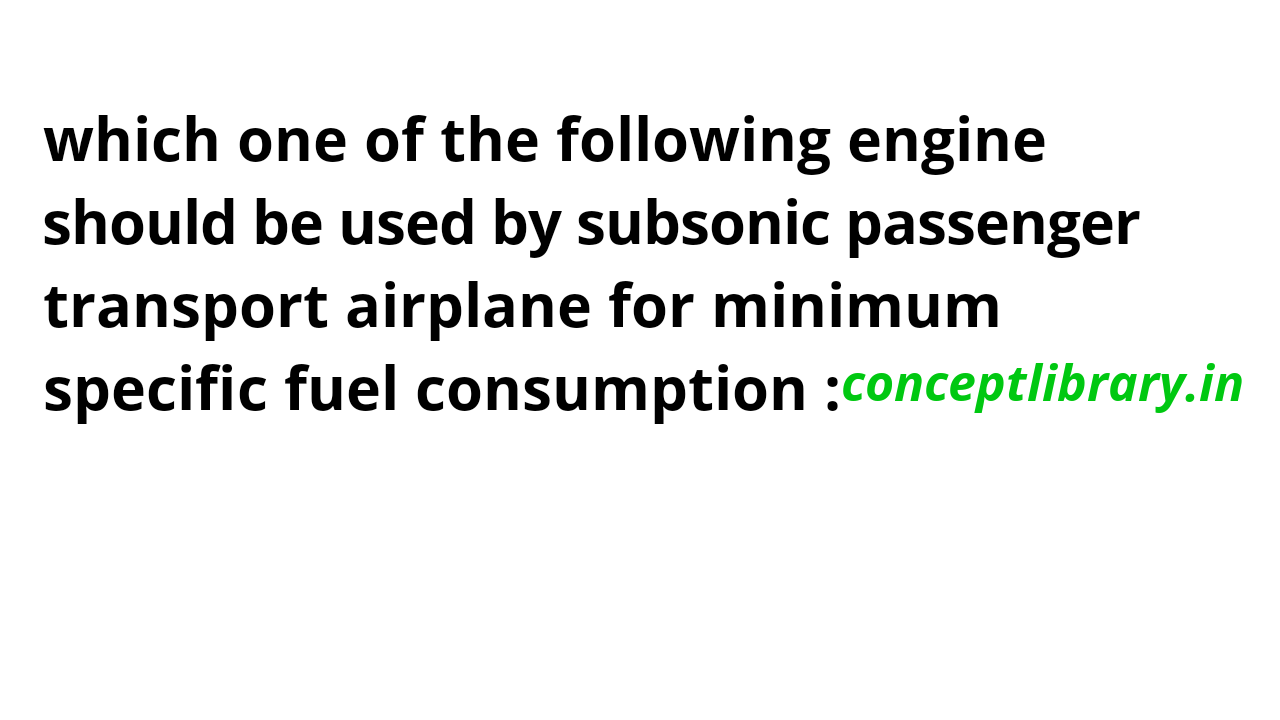 which one of the following engine
should be used by subsonic passenger
transport airplane for minimum
specific fuel consumption :conceptlibrary.in